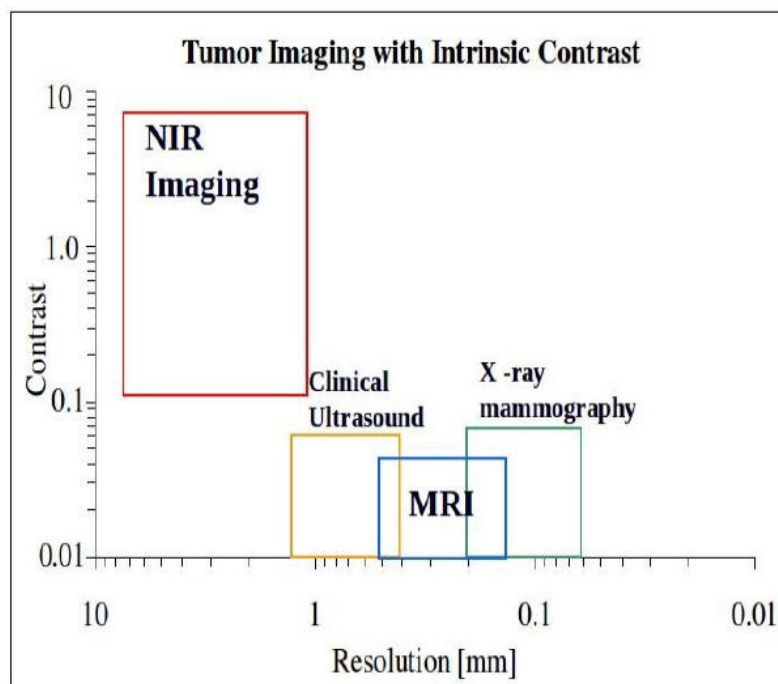 Tumor Imaging with Intrinsic Contrast
10
NIR
Imaging
1.0
Contrast
Clinical
Ultrasound
X -ray
mammography
0.1
MRI
0.01
10
1
0.1
0.01
Resolution [mm]